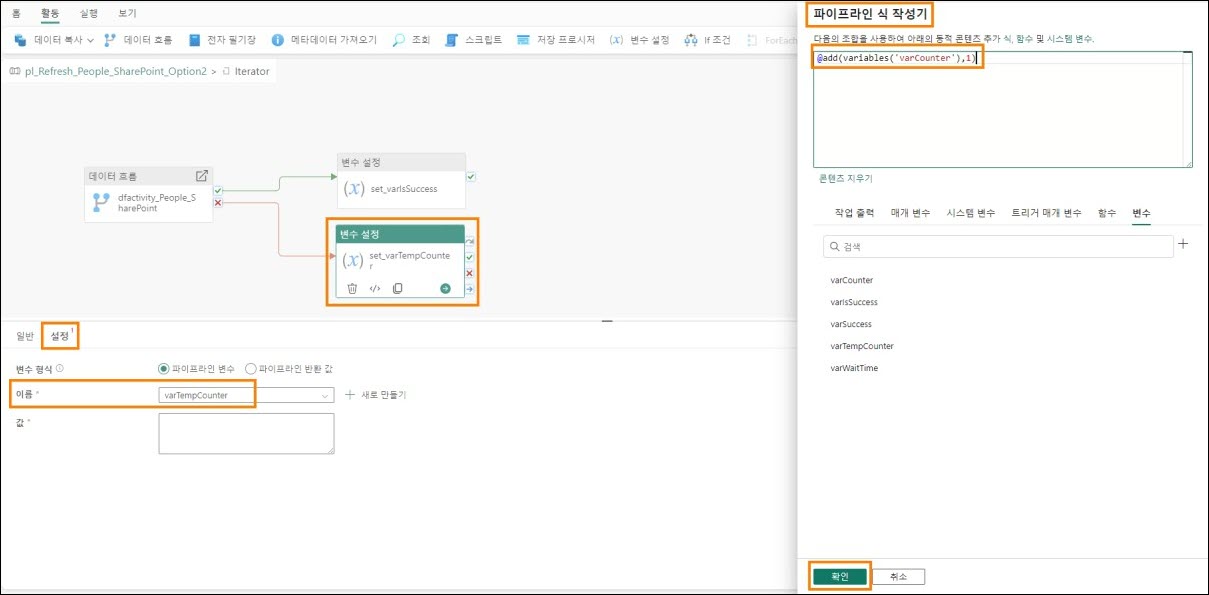 홈 활동 실행 보기
데이터 복사 데이터 흐름 전자 필기장 메타데이터 가져오기 조회 스크립트 저장 프로시저 (x) 변수 설정 If 조건 ForEach
pl_Refresh_People_SharePoint_Option2 > Iterator
데이터 흐름
dfactivity_People_S
harePoint
변수 설정
(x) set_varIsSuccess
변수 설정
(x) set_varTempCounte
r
일반 설정 1
변수 형식 파이프라인 변수 파이프라인 반환 값
이름 * varTempCounter 새로 만들기
값 *
파이프라인 식 작성기
다음의 조합을 사용하여 아래의 동적 콘텐츠 추가 식, 함수 및 시스템 변수.
@add(variables('varCounter'),1)
콘텐츠 지우기
작업 출력 매개 변수 시스템 변수 트리거 매개 변수 함수 변수
검색
varCounter
varIsSuccess
varSuccess
varTempCounter
varWaitTime
확인 취소